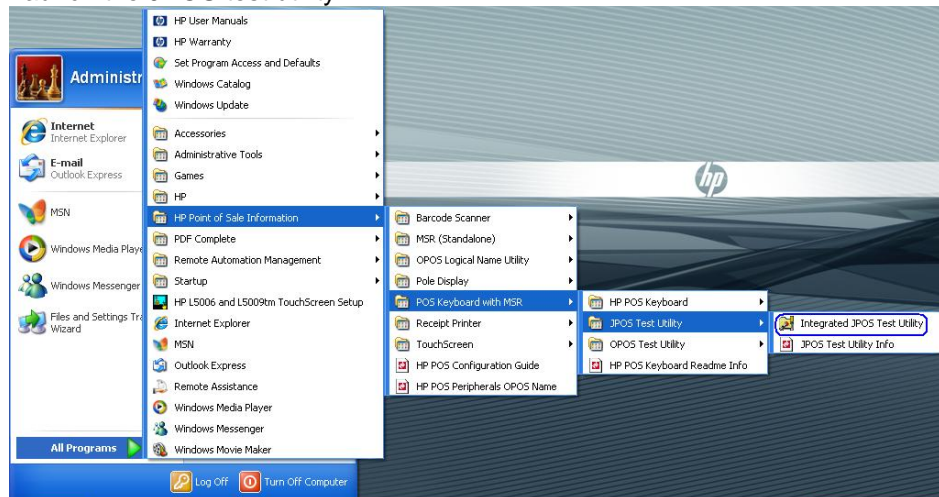 Administr
Internet
Internet Explorer
E-mail
Outlook Express
MSN
Windows Media Playe
Windows Messenger
Files and Settings Tra
Wizard
All Programs
HP User Manuals
HP Warranty
Set Program Access and Defaults
Windows Catalog
Windows Update
Accessories
Administrative Tools
Games
HP
HP Point of Sale Information
PDF Complete
Remote Automation Management
Startup
HP L5006 and L5009tm TouchScreen Setup
Internet Explorer
MSN
Outlook Express
Remote Assistance
Windows Media Player
Windows Messenger
Windows Movie Maker
Barcode Scanner
MSR (Standalone)
OPOS Logical Name Utility
Pole Display
POS Keyboard with MSR
Receipt Printer
TouchScreen
HP POS Configuration Guide
HP POS Peripherals OPOS Name
HP POS Keyboard
JPOS Test Utility
OPOS Test Utility
HP POS Keyboard Readme Info
Integrated JPOS Test Utility
JPOS Test Utility Info
hp
Log Off
Turn Off Computer